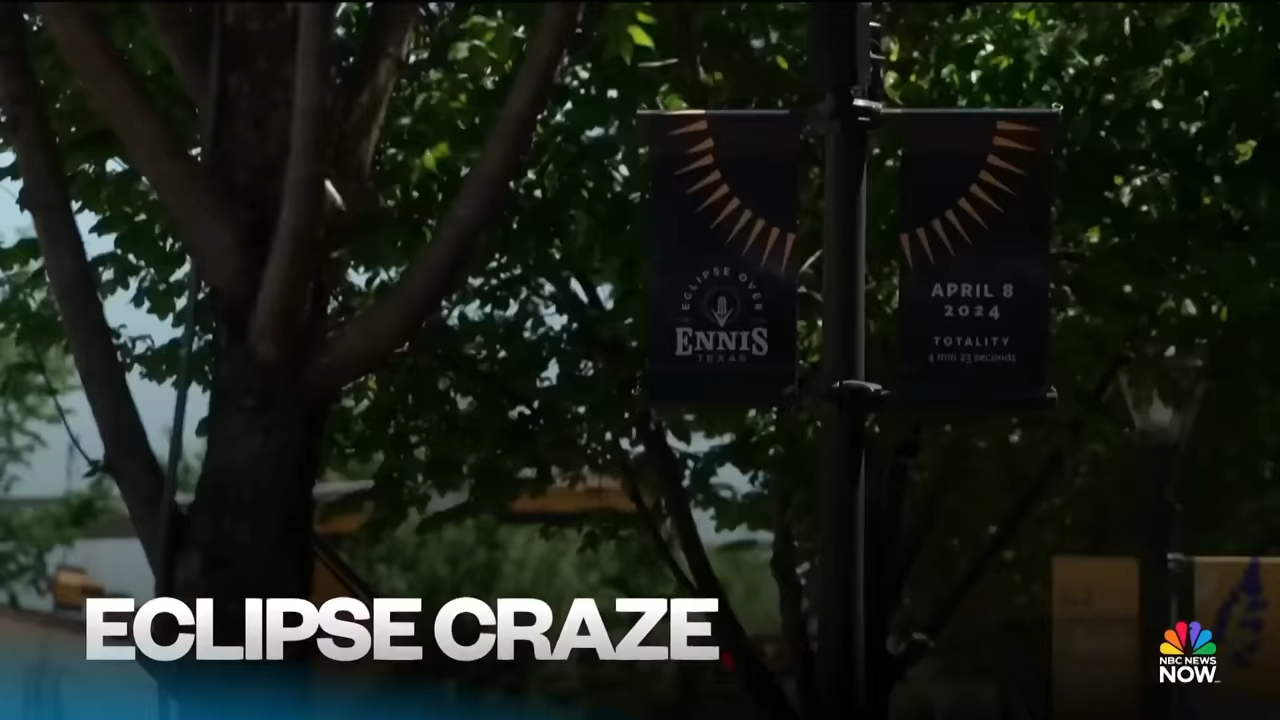 ECLIPSE OVER
ENNIS
TEXAS
APRIL 8
2024
TOTALITY
4 min 23 seconds
ECLIPSE CRAZE
NBC NEWS
NOW